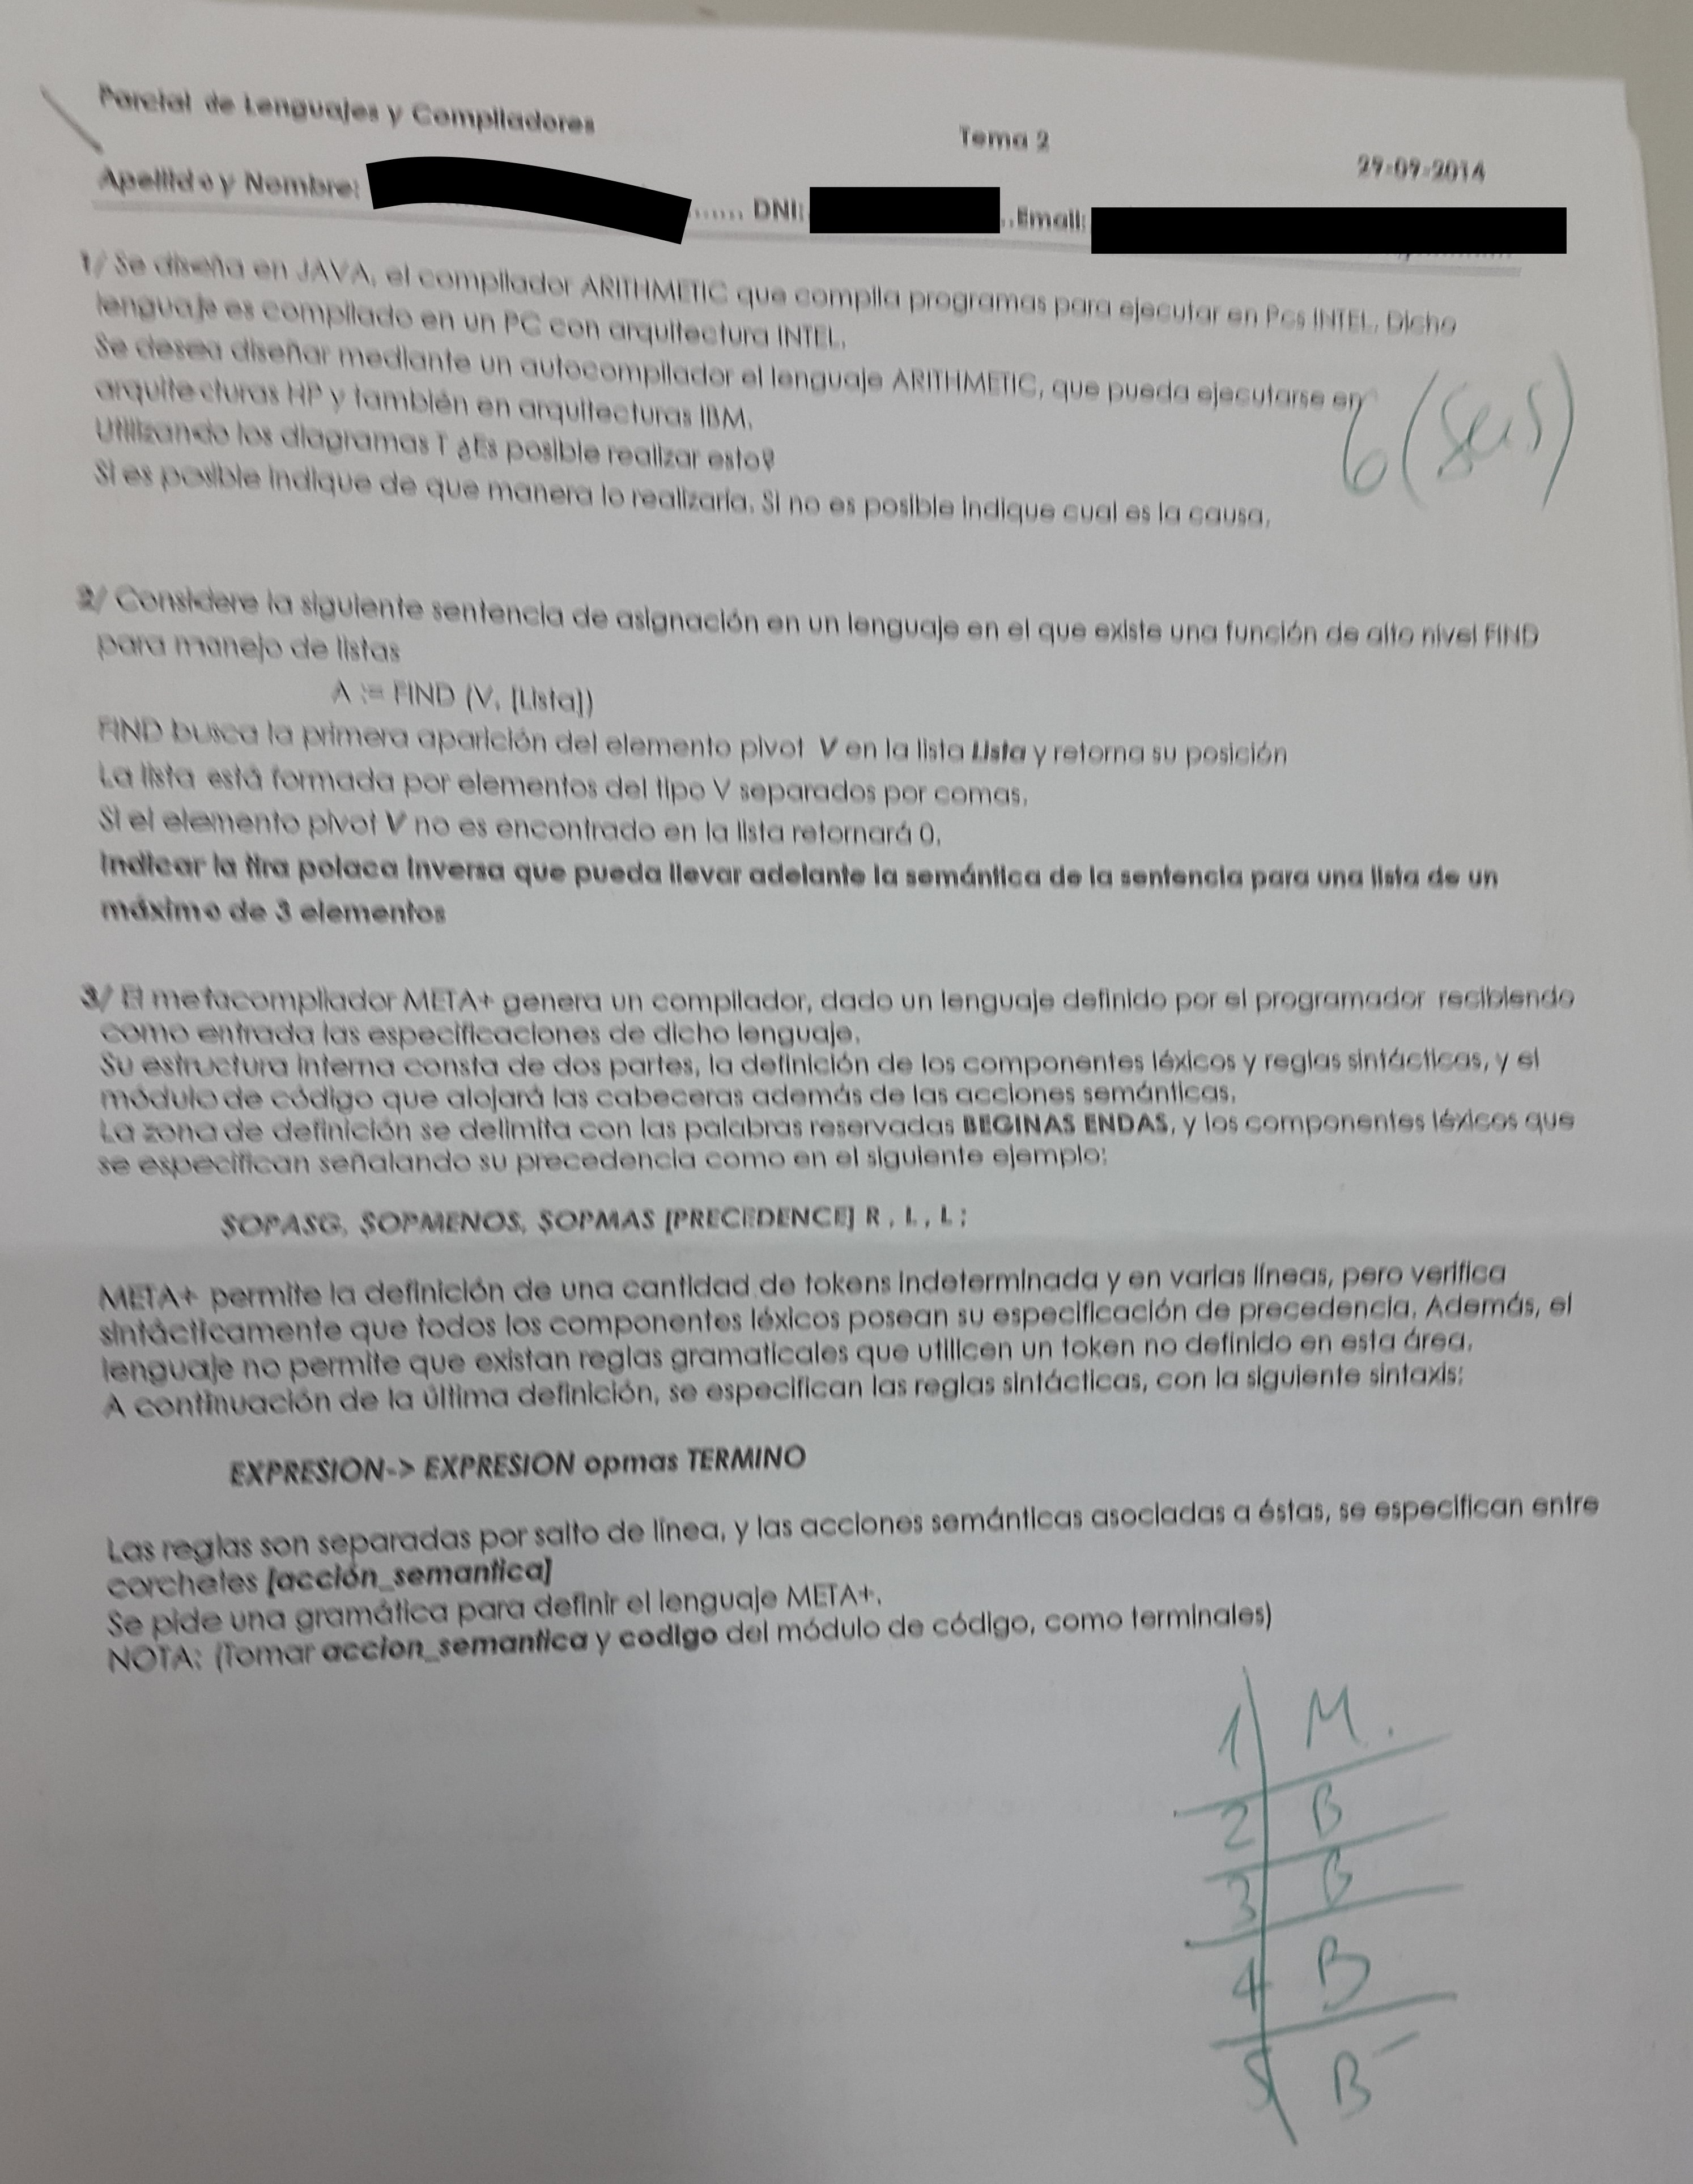 Parcial de Lenguajes y Compiladores
Tema 2
29-09-2014
Apellido y Nombre: ....... DNI: ..Email:
1/ Se diseña en JAVA, el compilador ARITHMETIC que compila programas para ejecutar en Pcs INTEL. Dicho
lenguaje es compilado en un PC con arquitectura INTEL.
Se desea diseñar mediante un autocompilador el lenguaje ARITHMETIC, que pueda ejecutarse en
arquitecturas HP y también en arquitecturas IBM.
Utilizando los diagramas T ¿Es posible realizar esto?
Si es posible indique de que manera lo realizaría. Si no es posible indique cual es la causa.
6 (Seis)
2/ Considere la siguiente sentencia de asignación en un lenguaje en el que existe una función de alto nivel FIND
para manejo de listas
A := FIND (V, [Lista])
FIND busca la primera aparición del elemento pivot V en la lista Lista y retorna su posición
La lista está formada por elementos del tipo V separados por comas.
Si el elemento pivot V no es encontrado en la lista retornará 0.
Indicar la tira polaca inversa que pueda llevar adelante la semántica de la sentencia para una lista de un
máximo de 3 elementos
3/ El metacompilador META+ genera un compilador, dado un lenguaje definido por el programador recibiendo
como entrada las especificaciones de dicho lenguaje.
Su estructura interna consta de dos partes, la definición de los componentes léxicos y reglas sintácticas, y el
módulo de código que alojará las cabeceras además de las acciones semánticas.
La zona de definición se delimita con las palabras reservadas BEGINAS ENDAS, y los componentes léxicos que
se especifican señalando su precedencia como en el siguiente ejemplo:
$OPASG, $OPMENOS, $OPMAS [PRECEDENCE] R , L , L ;
META+ permite la definición de una cantidad de tokens indeterminada y en varias líneas, pero verifica
sintácticamente que todos los componentes léxicos posean su especificación de precedencia. Además, el
lenguaje no permite que existan reglas gramaticales que utilicen un token no definido en esta área.
A continuación de la última definición, se especifican las reglas sintácticas, con la siguiente sintaxis:
EXPRESION-> EXPRESION opmas TERMINO
Las reglas son separadas por salto de línea, y las acciones semánticas asociadas a éstas, se especifican entre
corchetes [acción_semantica]
Se pide una gramática para definir el lenguaje META+.
NOTA: (Tomar accion_semantica y codigo del módulo de código, como terminales)
1 M.
2 B
3 B
4 B
5 B-